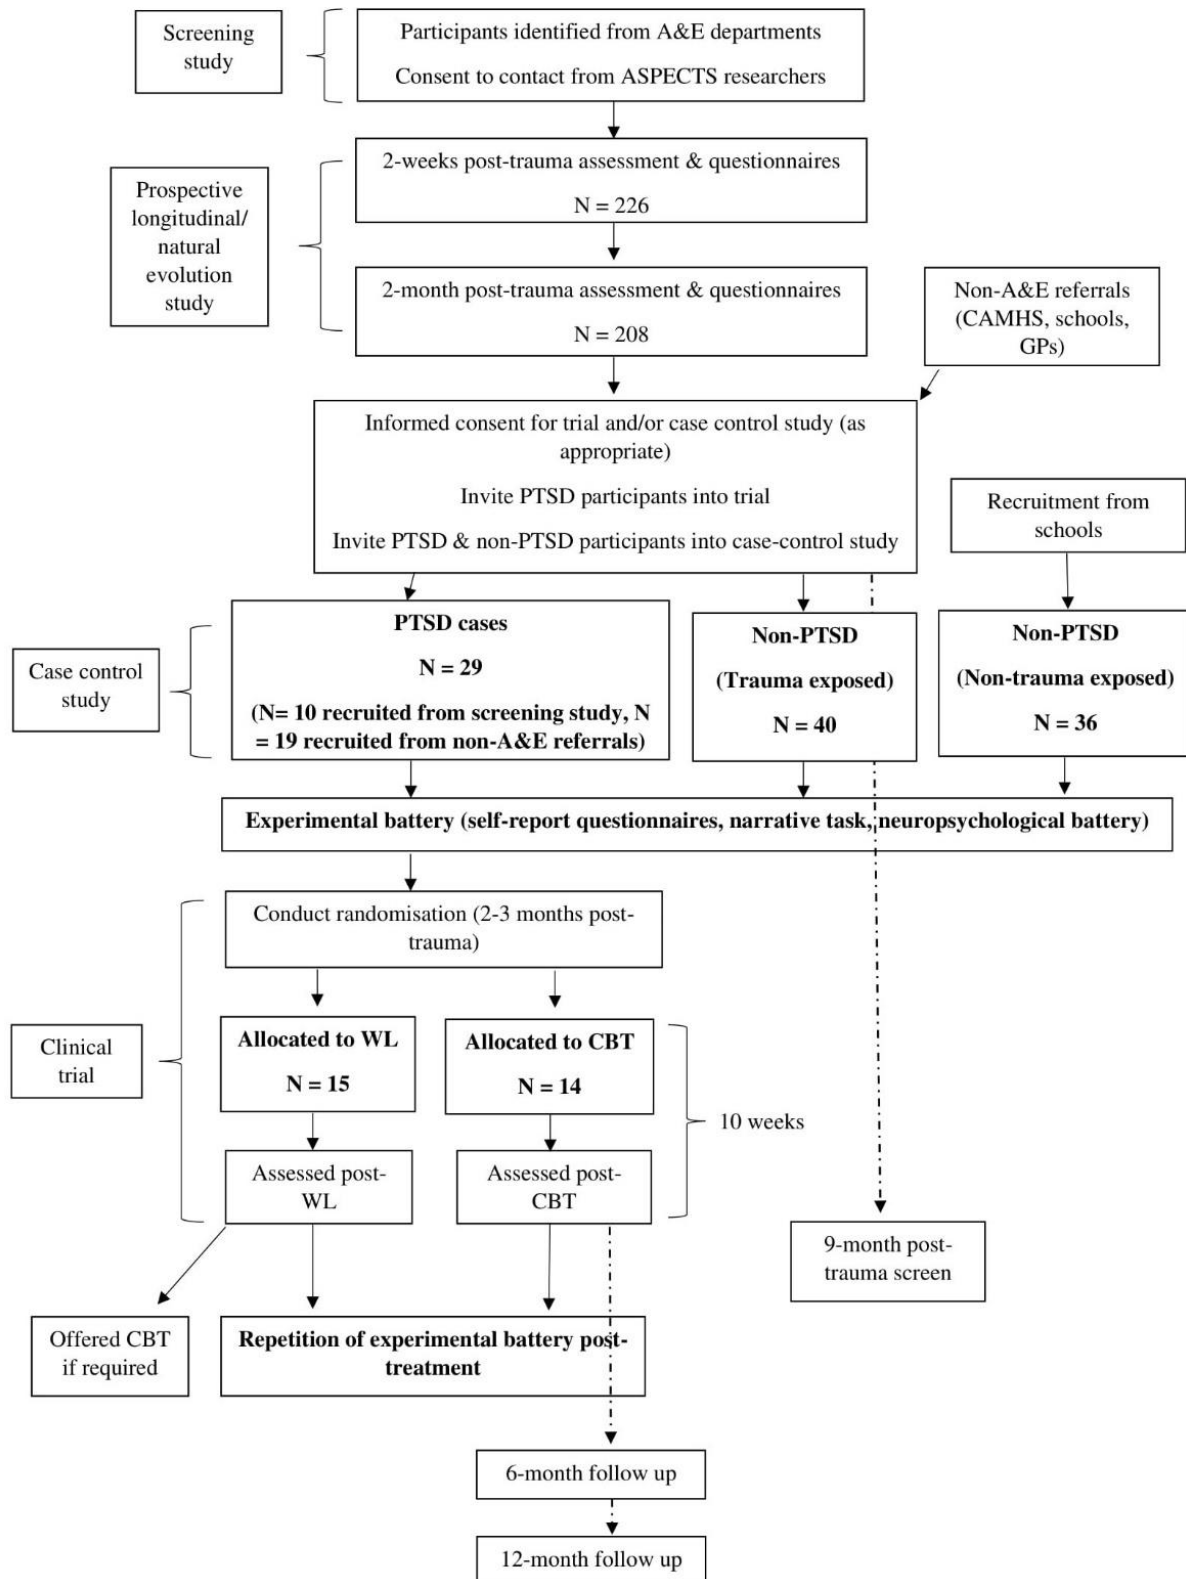 Screening
study
Participants identified from A&E departments
Consent to contact from ASPECTS researchers
Prospective
longitudinal/
natural
evolution
study
2-weeks post-trauma assessment & questionnaires
N = 226
2-month post-trauma assessment & questionnaires
N = 208
Non-A&E referrals
(CAMHS, schools,
GPs)
Informed consent for trial and/or case control study (as
appropriate)
Invite PTSD participants into trial
Invite PTSD & non-PTSD participants into case-control study
Recruitment from
schools
Case control
study
PTSD cases
N = 29
(N= 10 recruited from screening study, N
= 19 recruited from non-A&E referrals)
Non-PTSD
(Trauma exposed)
N = 40
Non-PTSD
(Non-trauma exposed)
N = 36
Experimental battery (self-report questionnaires, narrative task, neuropsychological battery)
Clinical
trial
Conduct randomisation (2-3 months post-
trauma)
Allocated to WL
N = 15
Allocated to CBT
N = 14
10 weeks
Assessed post-
WL
Assessed post-
CBT
9-month post-
trauma screen
Offered CBT
if required
Repetition of experimental battery post-
treatment
6-month follow up
12-month follow up